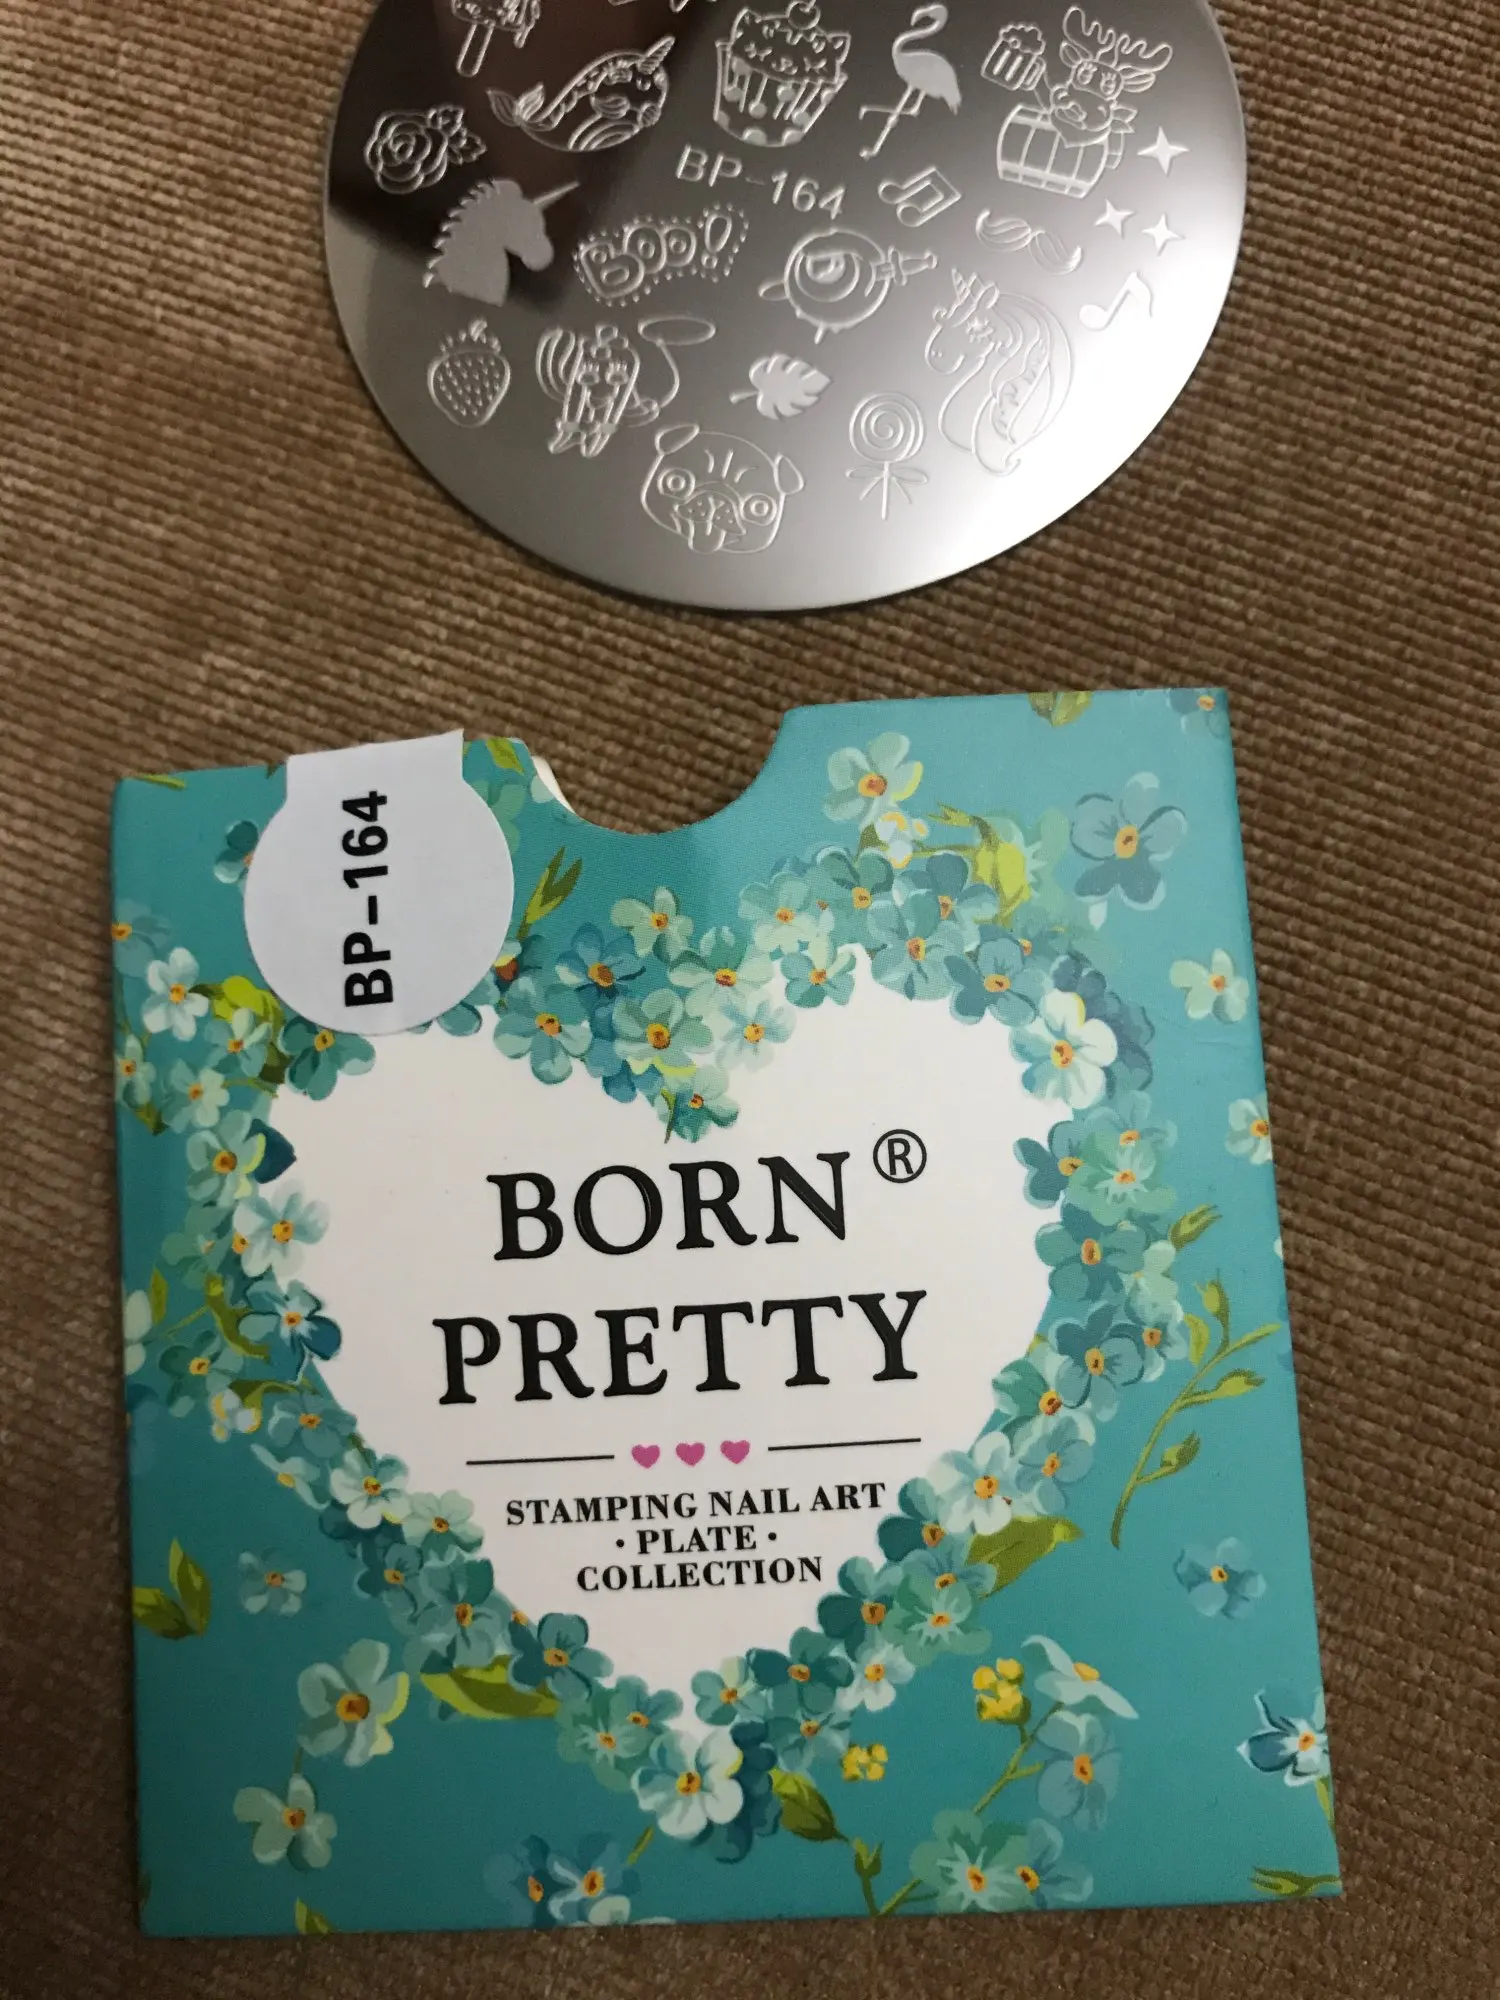 BP-164
Boo!
BP-164
BORN ®
PRETTY
STAMPING NAIL ART
· PLATE ·
COLLECTION